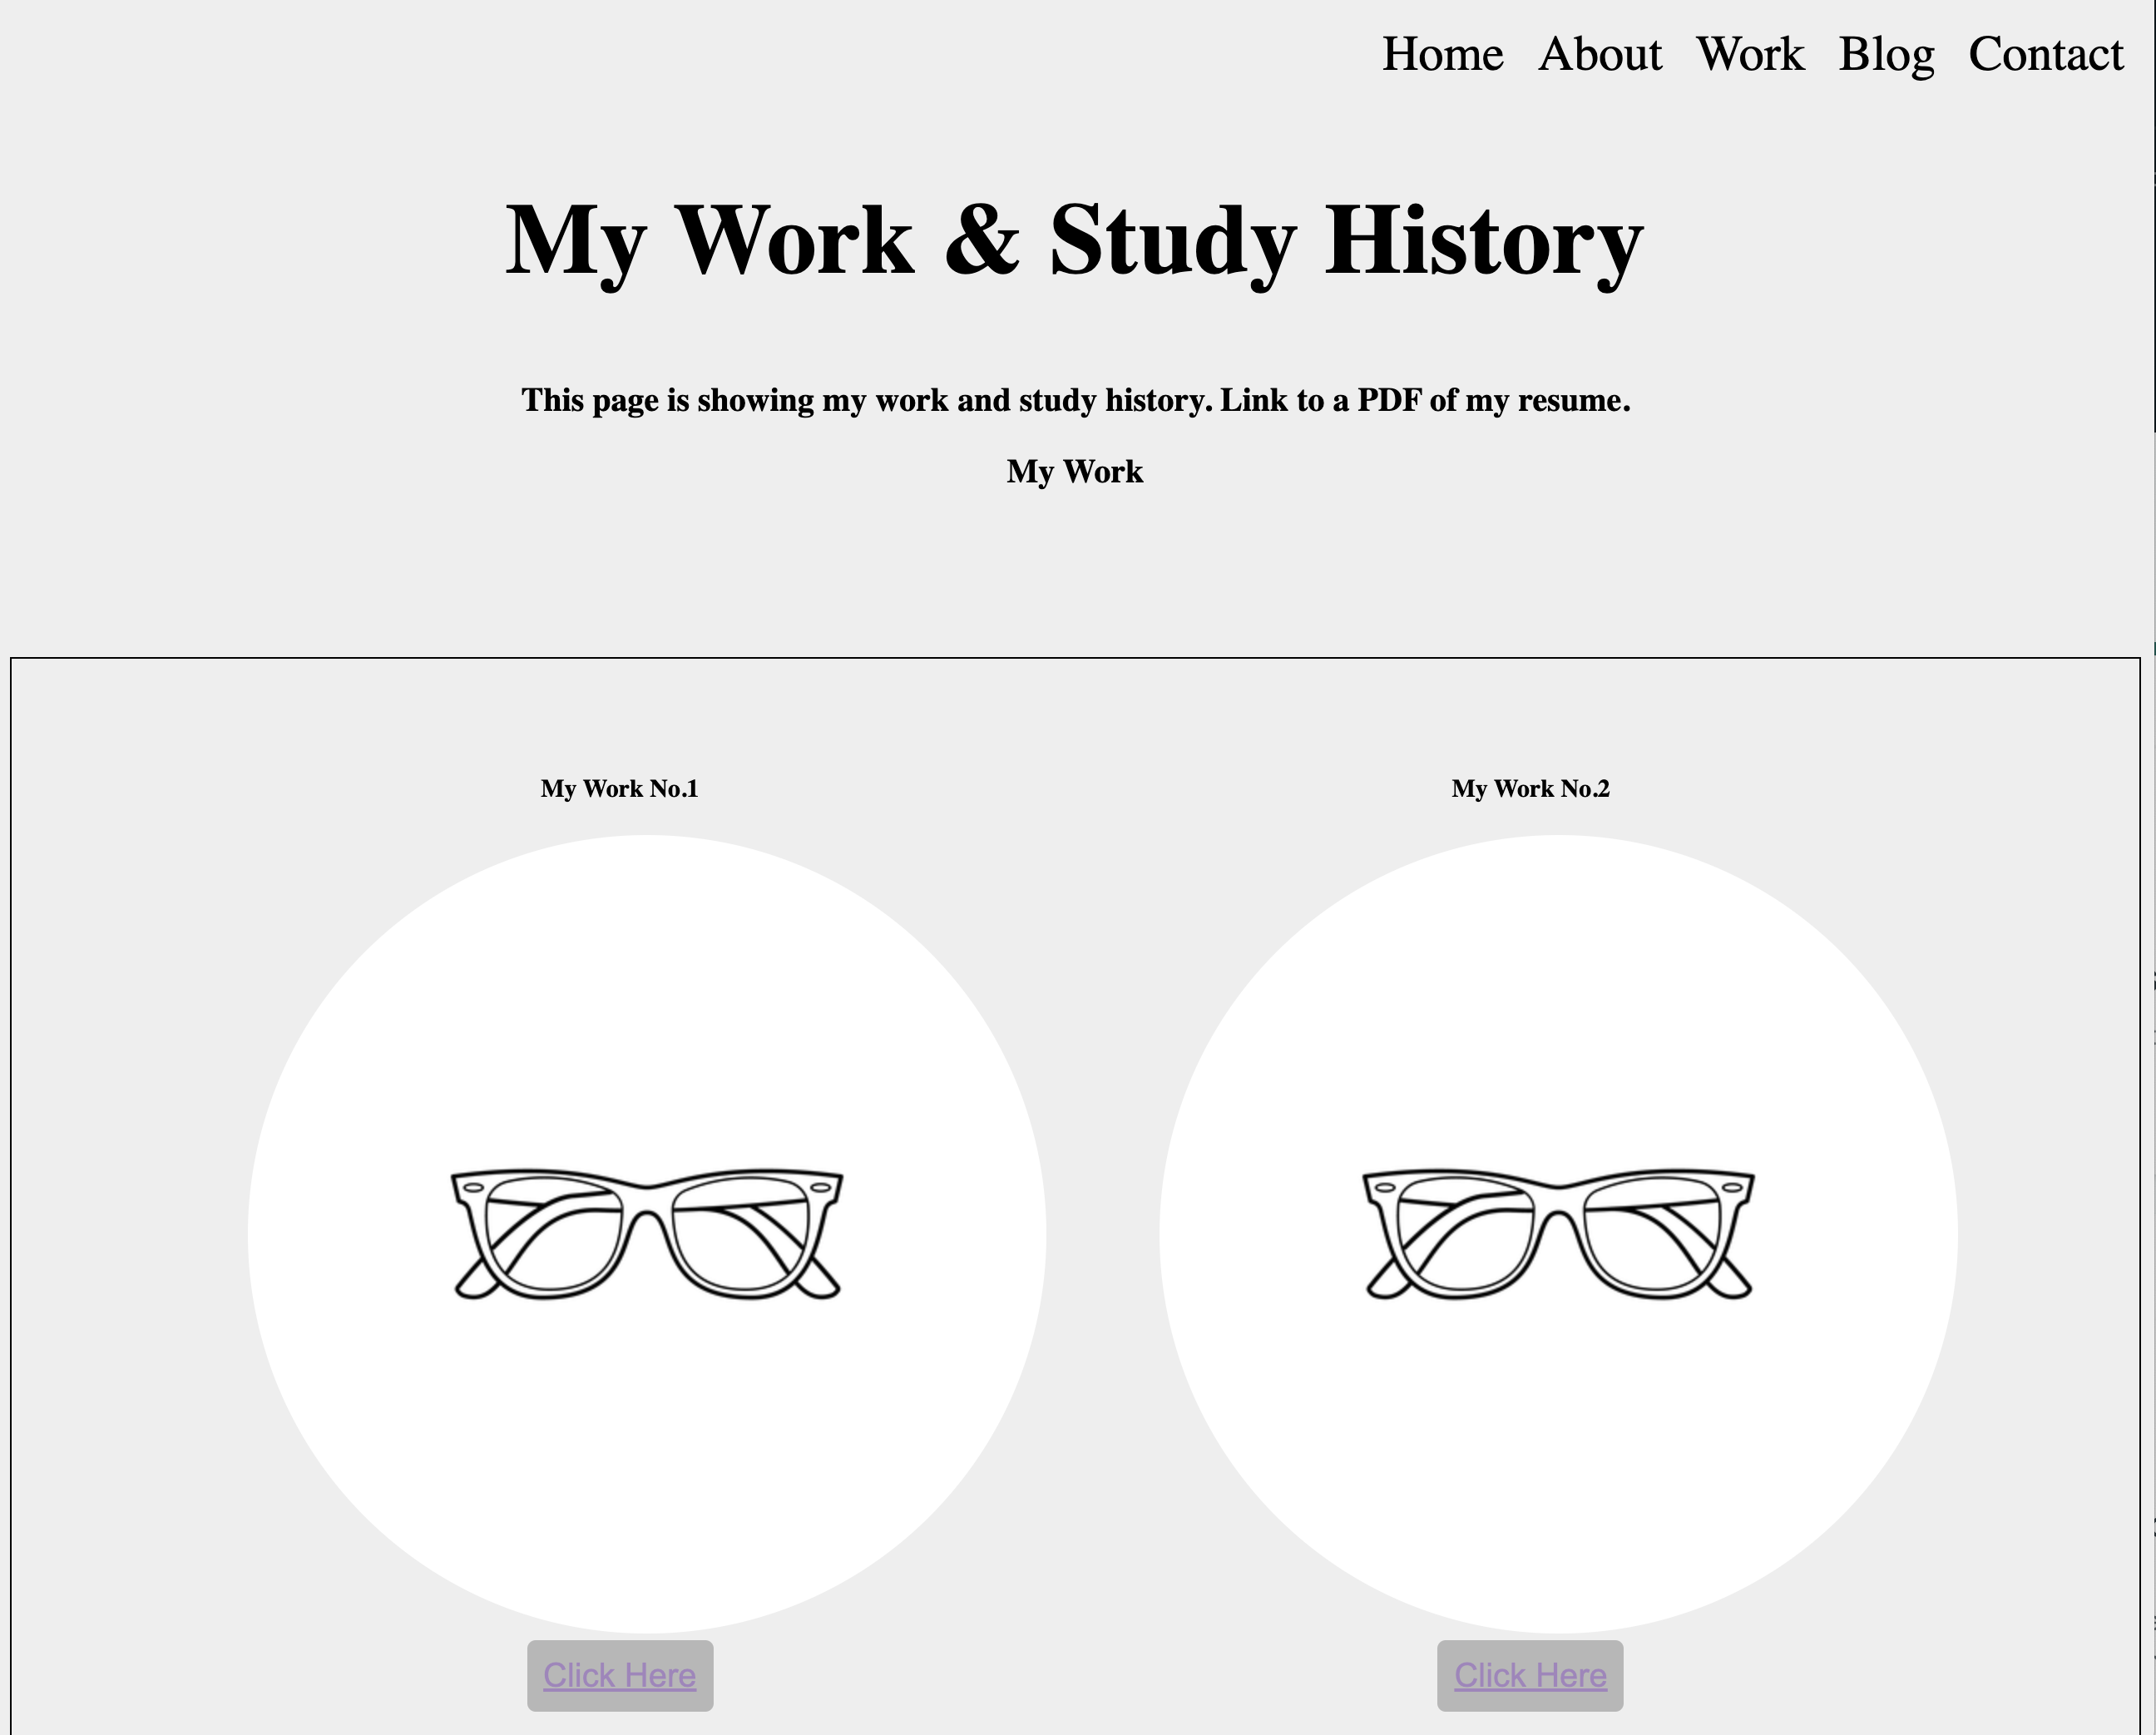 Home About Work Blog Contact
My Work & Study History
This page is showing my work and study history. Link to a PDF of my resume.
My Work
My Work No.1
My Work No.2
Click Here
Click Here